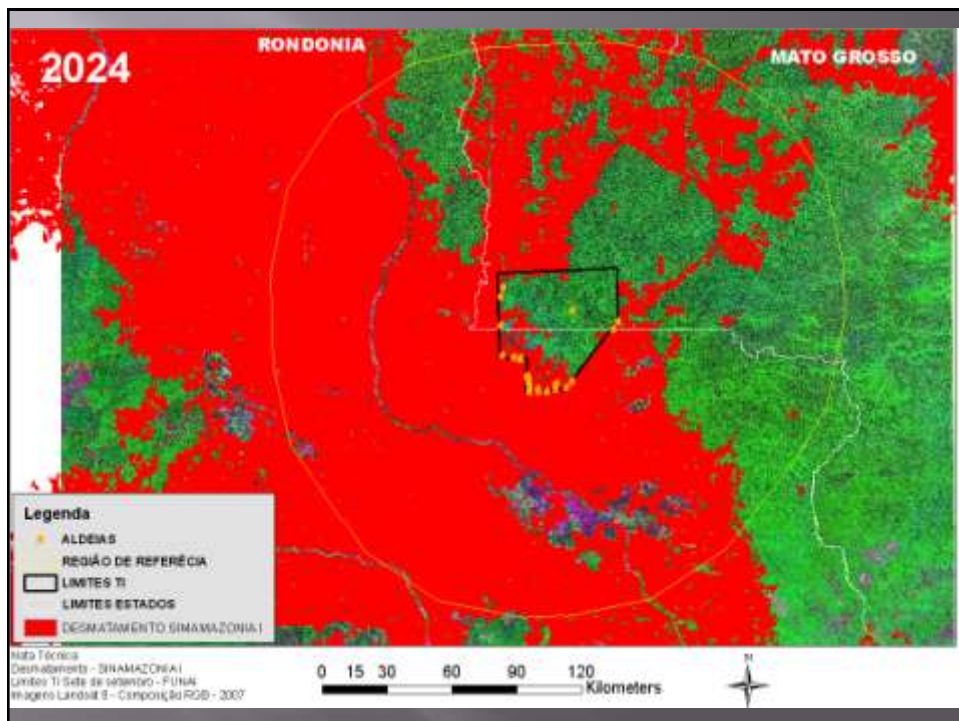 RONDONIA
MATO GROSSO
2024
Legenda
ALDEIAS
REGIÃO DE REFERÊCIA
LIMITES TI
LIMITES ESTADOS
DESMATAMENTO SIMAMAZONIA I
Nota Técnica
Desmatamento - SIMAMAZONIA I
Limites TI Sete de setembro - FUNAI
Imagens Landsat 5 - Composição RGB - 2007
0 15 30 60 90 120
Kilometers
N